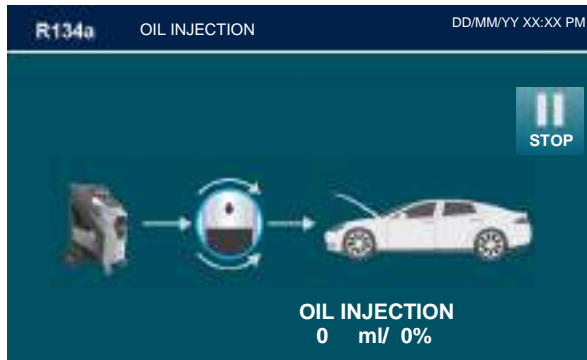 R134a OIL INJECTION DD/MM/YY XX:XX PM
STOP
OIL INJECTION
0 ml/ 0%